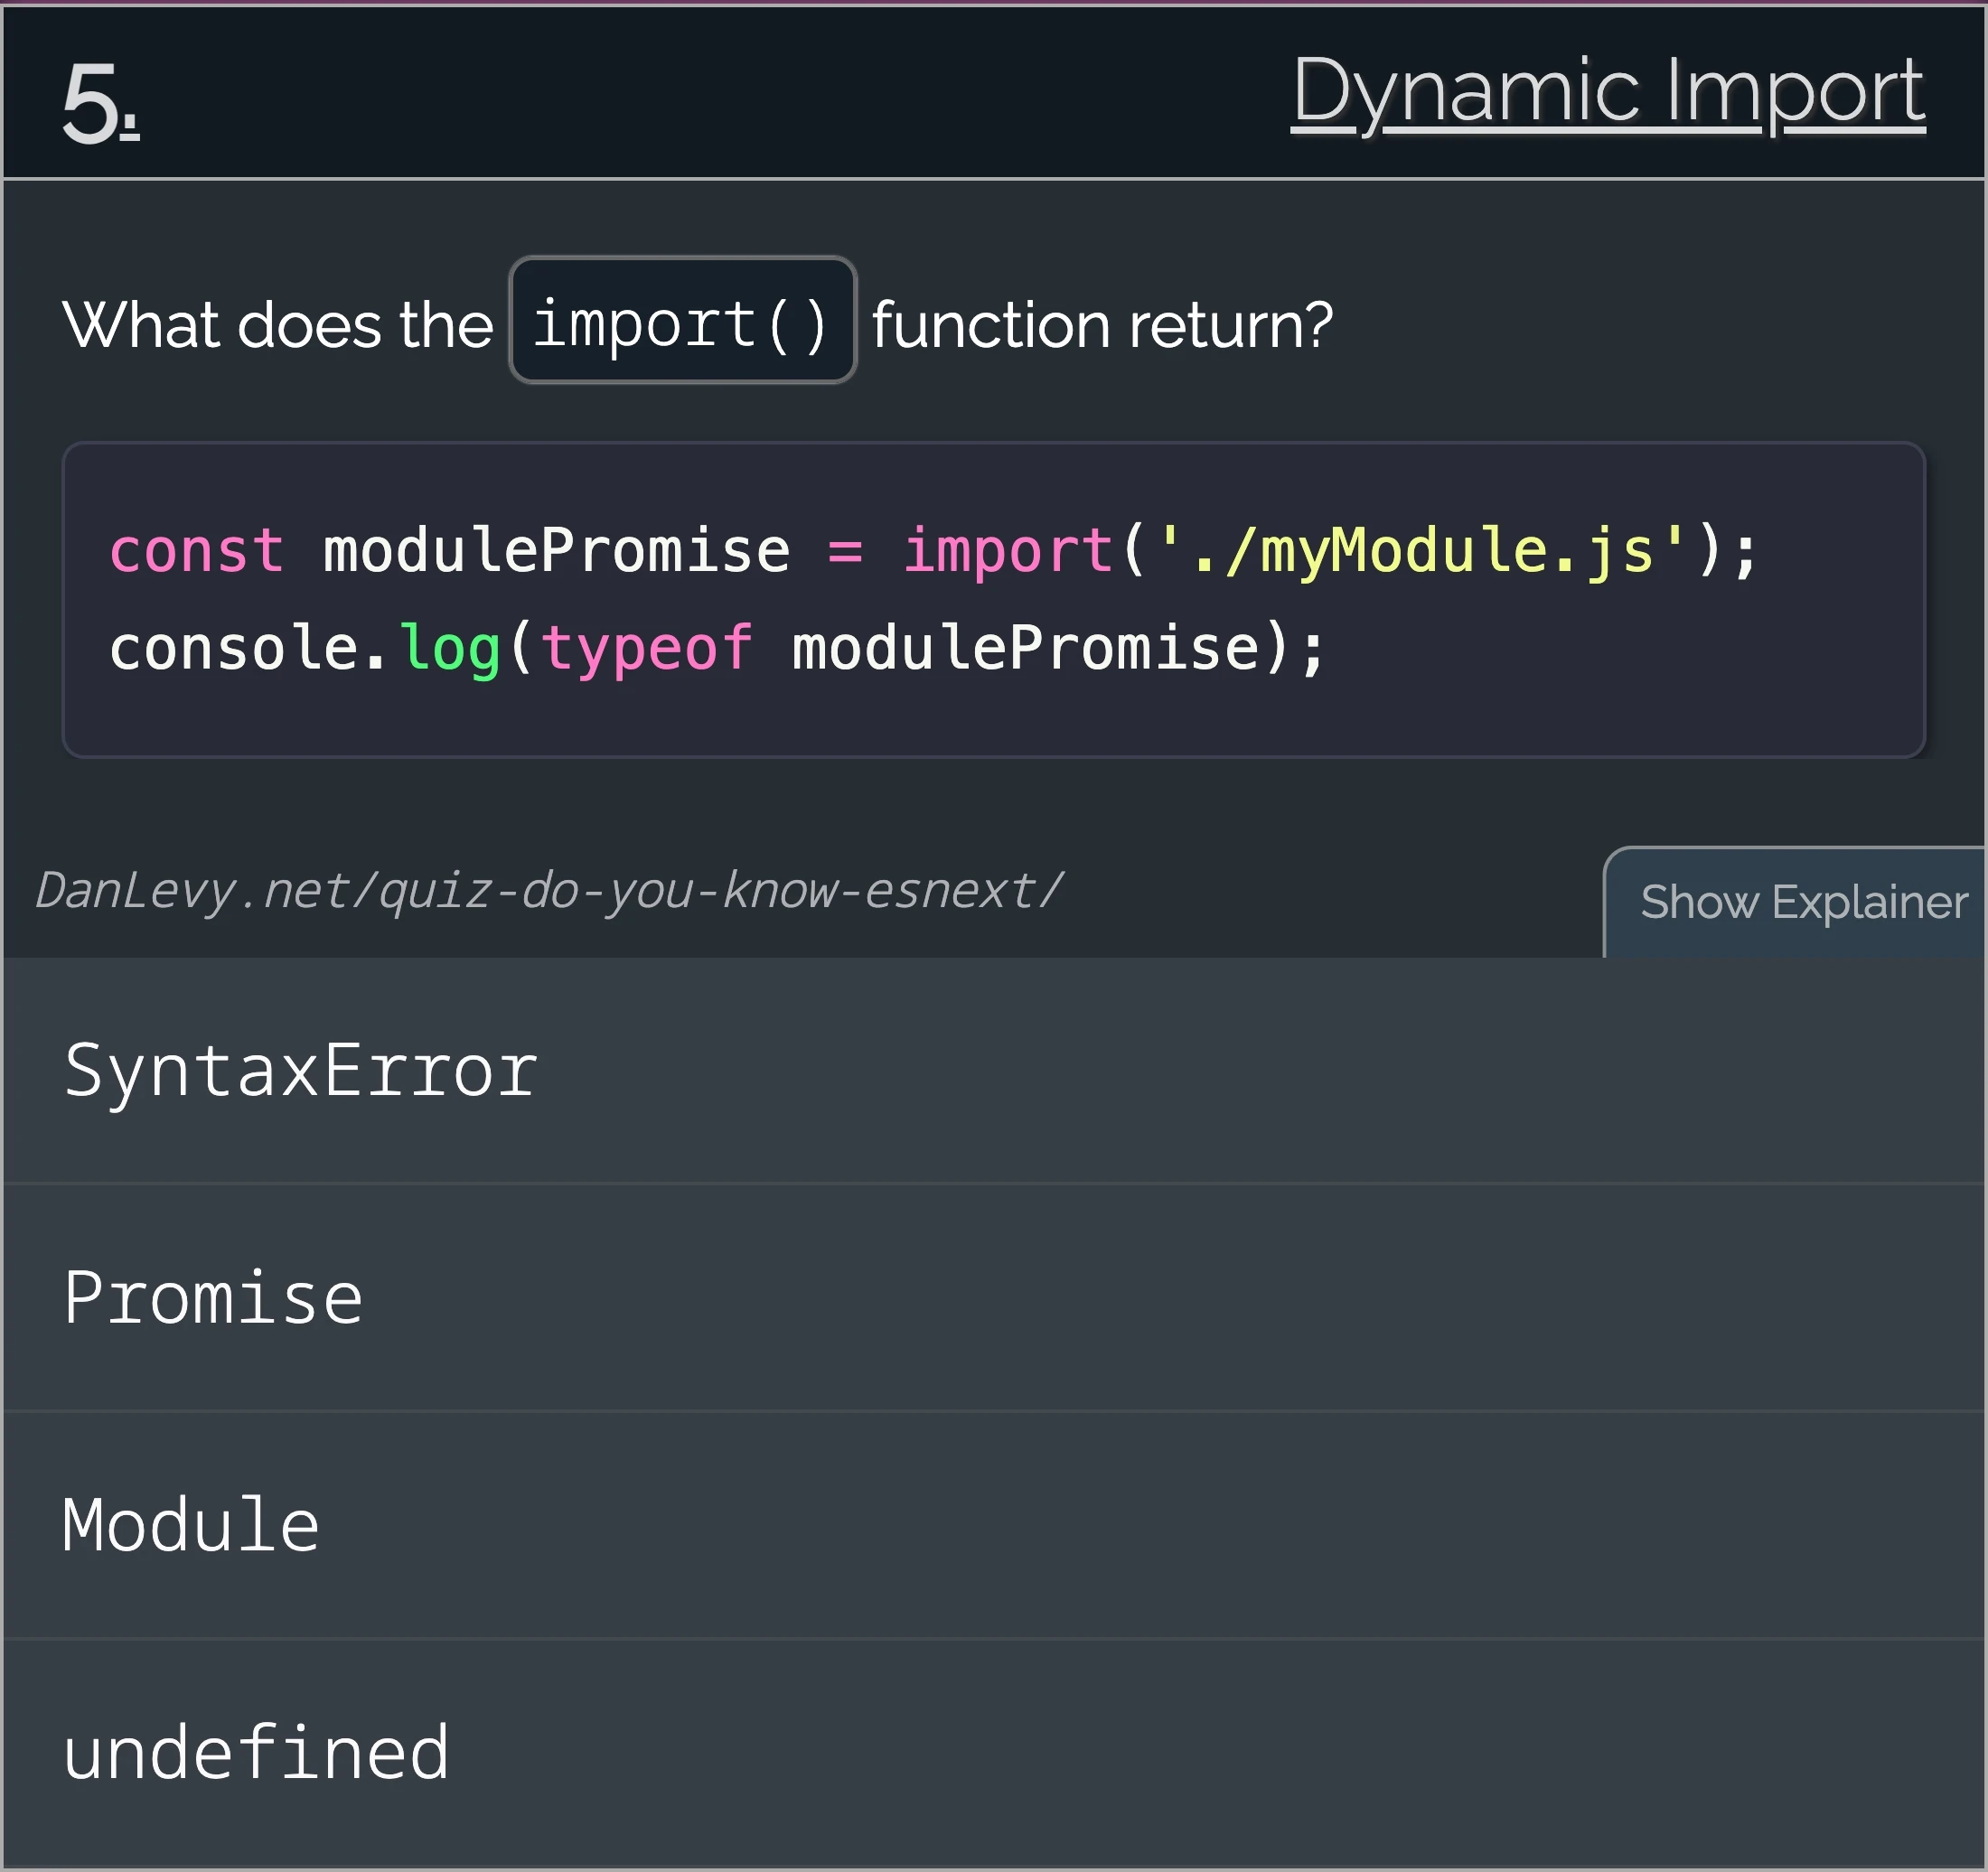 5.
Dynamic Import
What does the import() function return?
const modulePromise = import('./myModule.js');
console.log(typeof modulePromise);
DanLevy.net/quiz-do-you-know-esnext/
Show Explainer
SyntaxError
Promise
Module
undefined